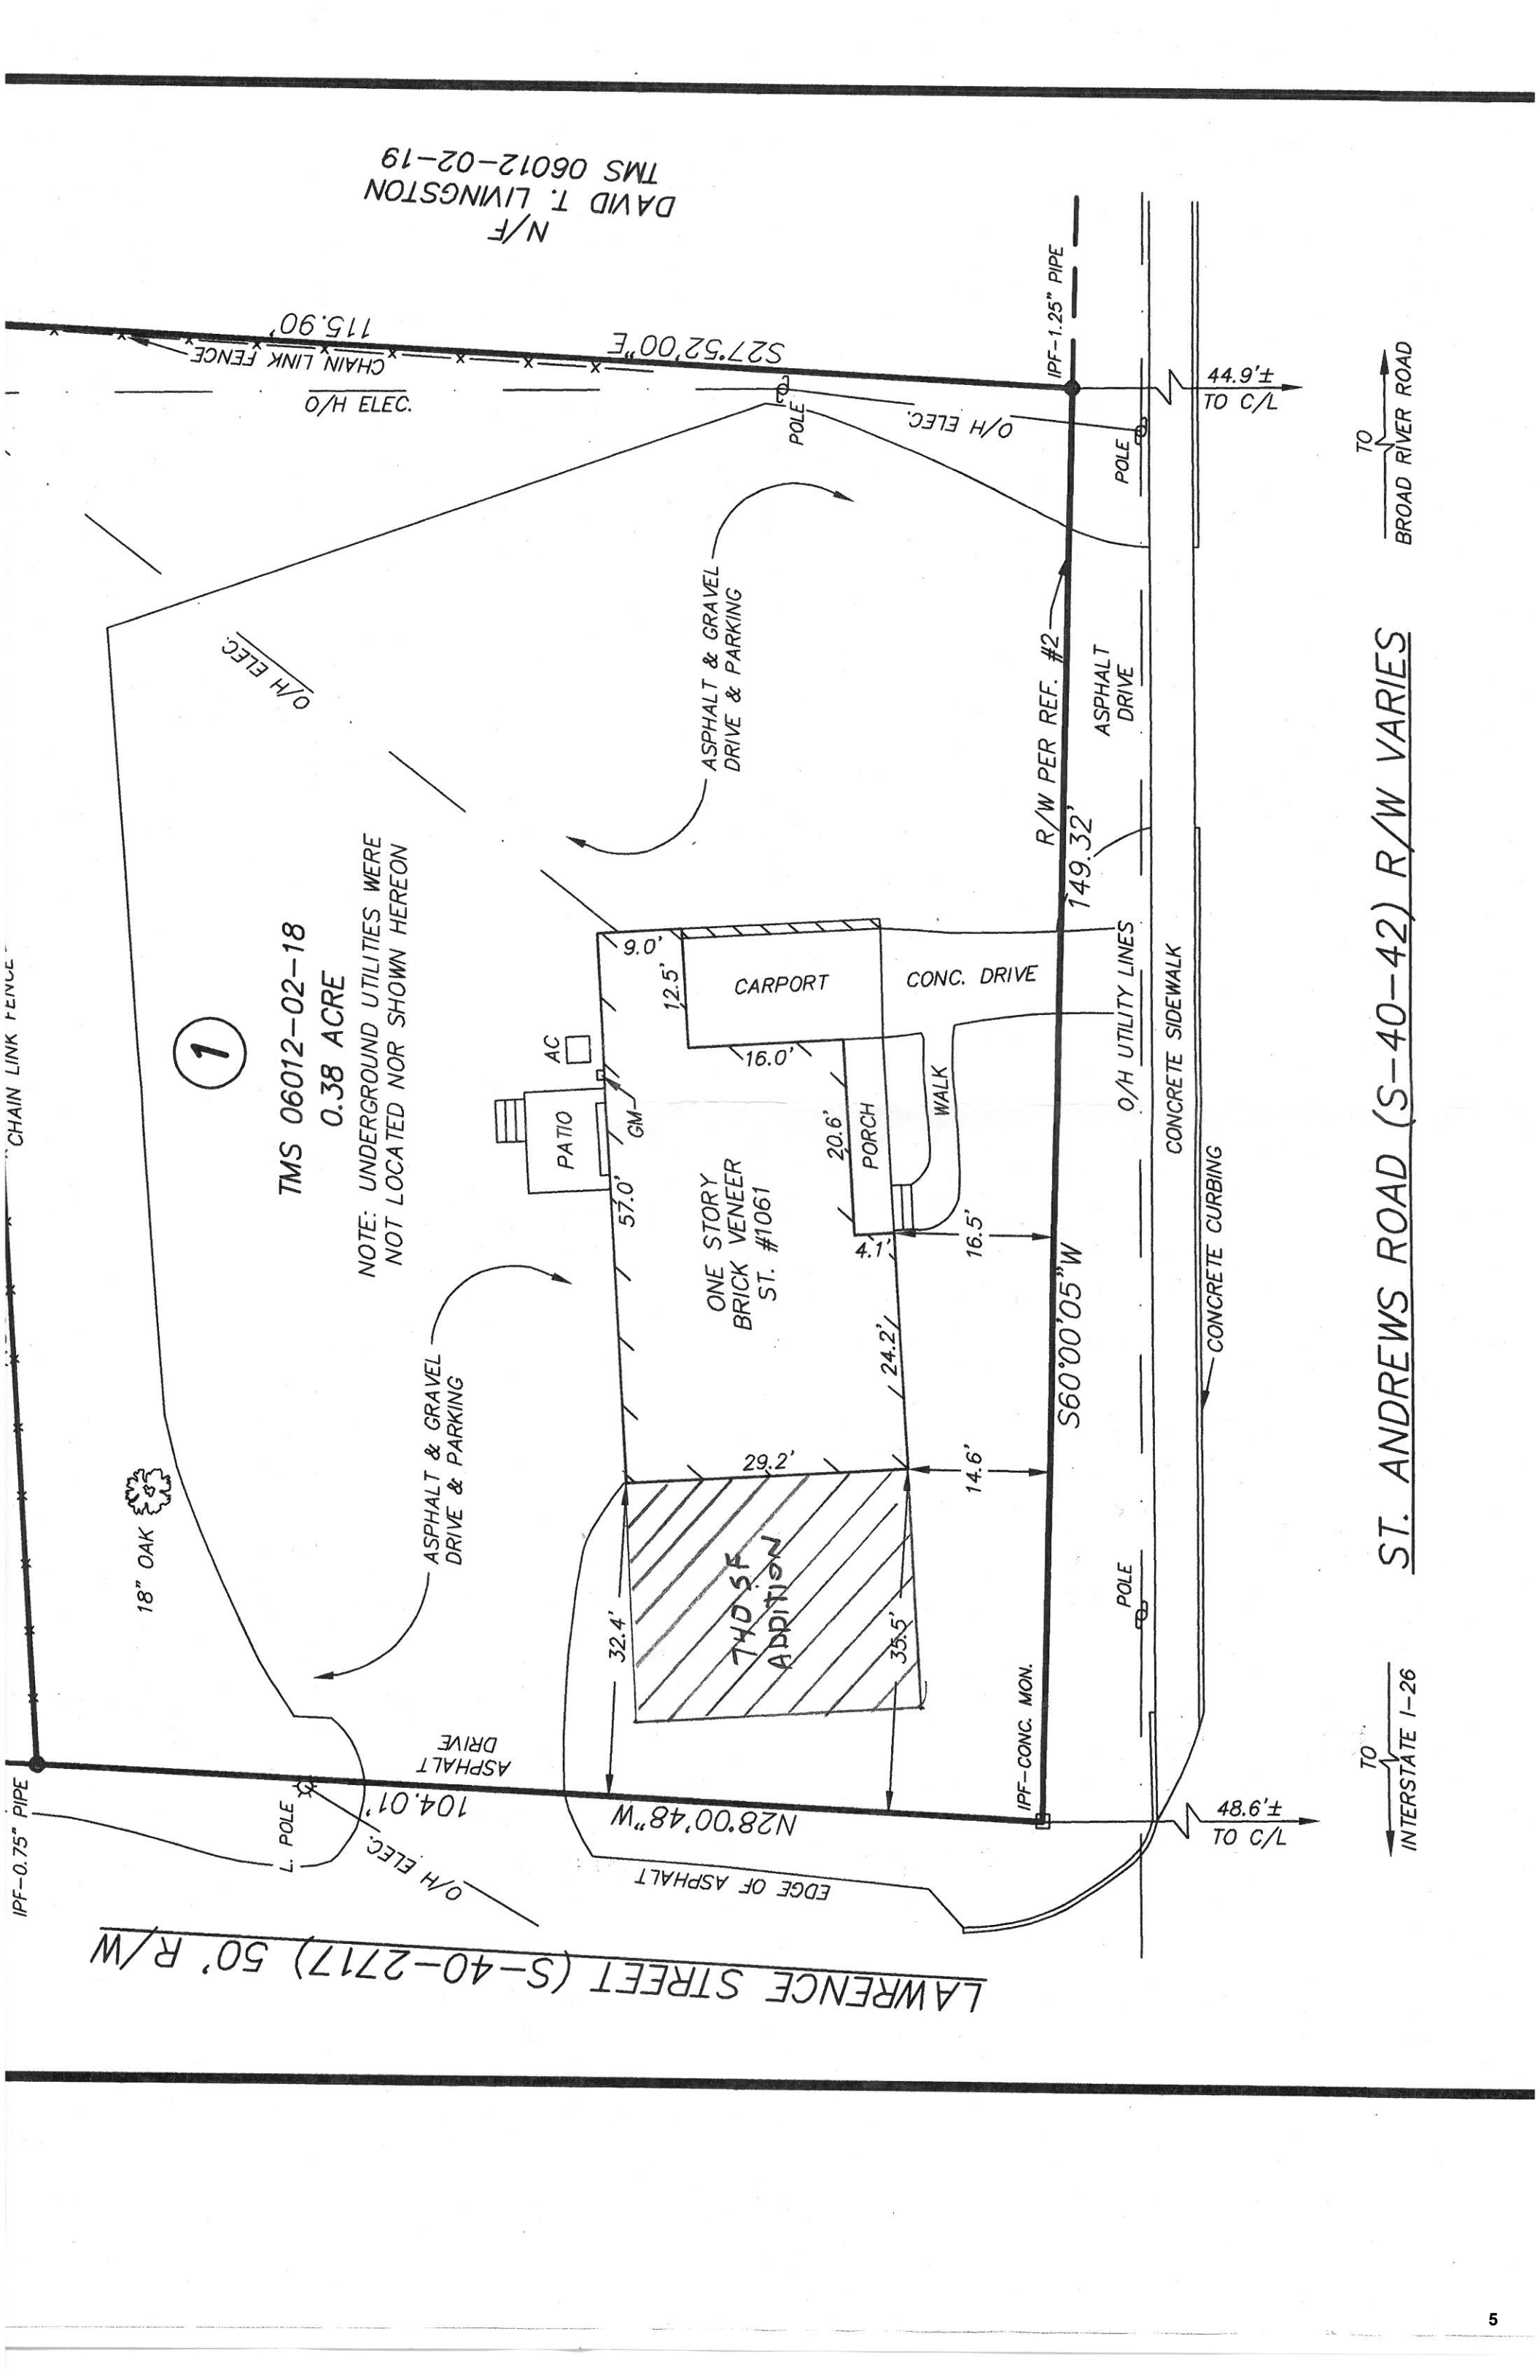 N/F
DAVID T. LIVINGSTON
TMS 06012-02-19
115.90'
S27°52'00"E
CHAIN LINK FENCE
O/H ELEC.
POLE
O/H ELEC.
IPF-1.25" PIPE
44.9'±
TO C/L
TO
BROAD RIVER ROAD
POLE
O/H ELEC.
ASPHALT & GRAVEL
DRIVE & PARKING
R/W PER REF. #2
149.32'
ASPHALT
DRIVE
CHAIN LINK FENCE
1
TMS 06012-02-18
0.38 ACRE
NOTE: UNDERGROUND UTILITIES WERE
NOT LOCATED NOR SHOWN HEREON
9.0'
12.5'
CARPORT
16.0'
CONC. DRIVE
AC
PATIO
GM
57.0'
20.6'
PORCH
WALK
4.1'
16.5'
ONE STORY
BRICK VENEER
ST. #1061
24.2'
29.2'
14.6'
O/H UTILITY LINES
CONCRETE SIDEWALK
CONCRETE CURBING
S60°00'05"W
ST. ANDREWS ROAD (S-40-42) R/W VARIES
18" OAK
ASPHALT & GRAVEL
DRIVE & PARKING
740 SF
ADDITION
32.4'
35.5'
POLE
IPF-CONC. MON.
ASPHALT
DRIVE
104.01'
N28°00'48"W
IPF-0.75" PIPE
L. POLE
O/H ELEC.
EDGE OF ASPHALT
48.6'±
TO C/L
TO
INTERSTATE I-26
LAWRENCE STREET (S-40-2717) 50' R/W
5